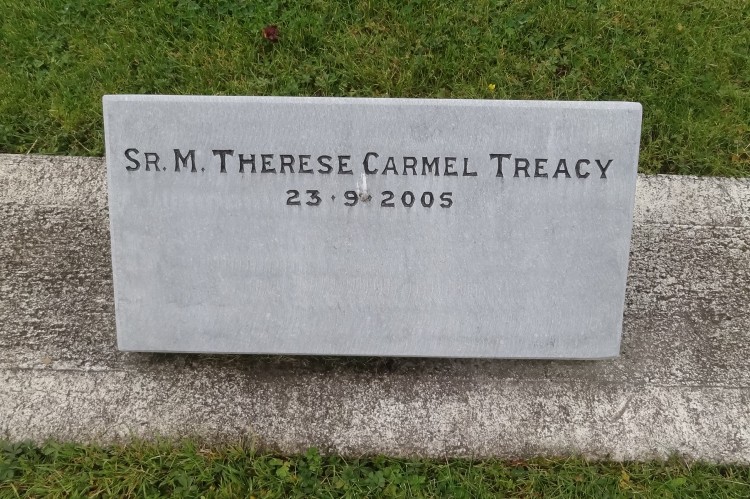 SR. M. THERESE CARMEL TREACY
23·9·2005